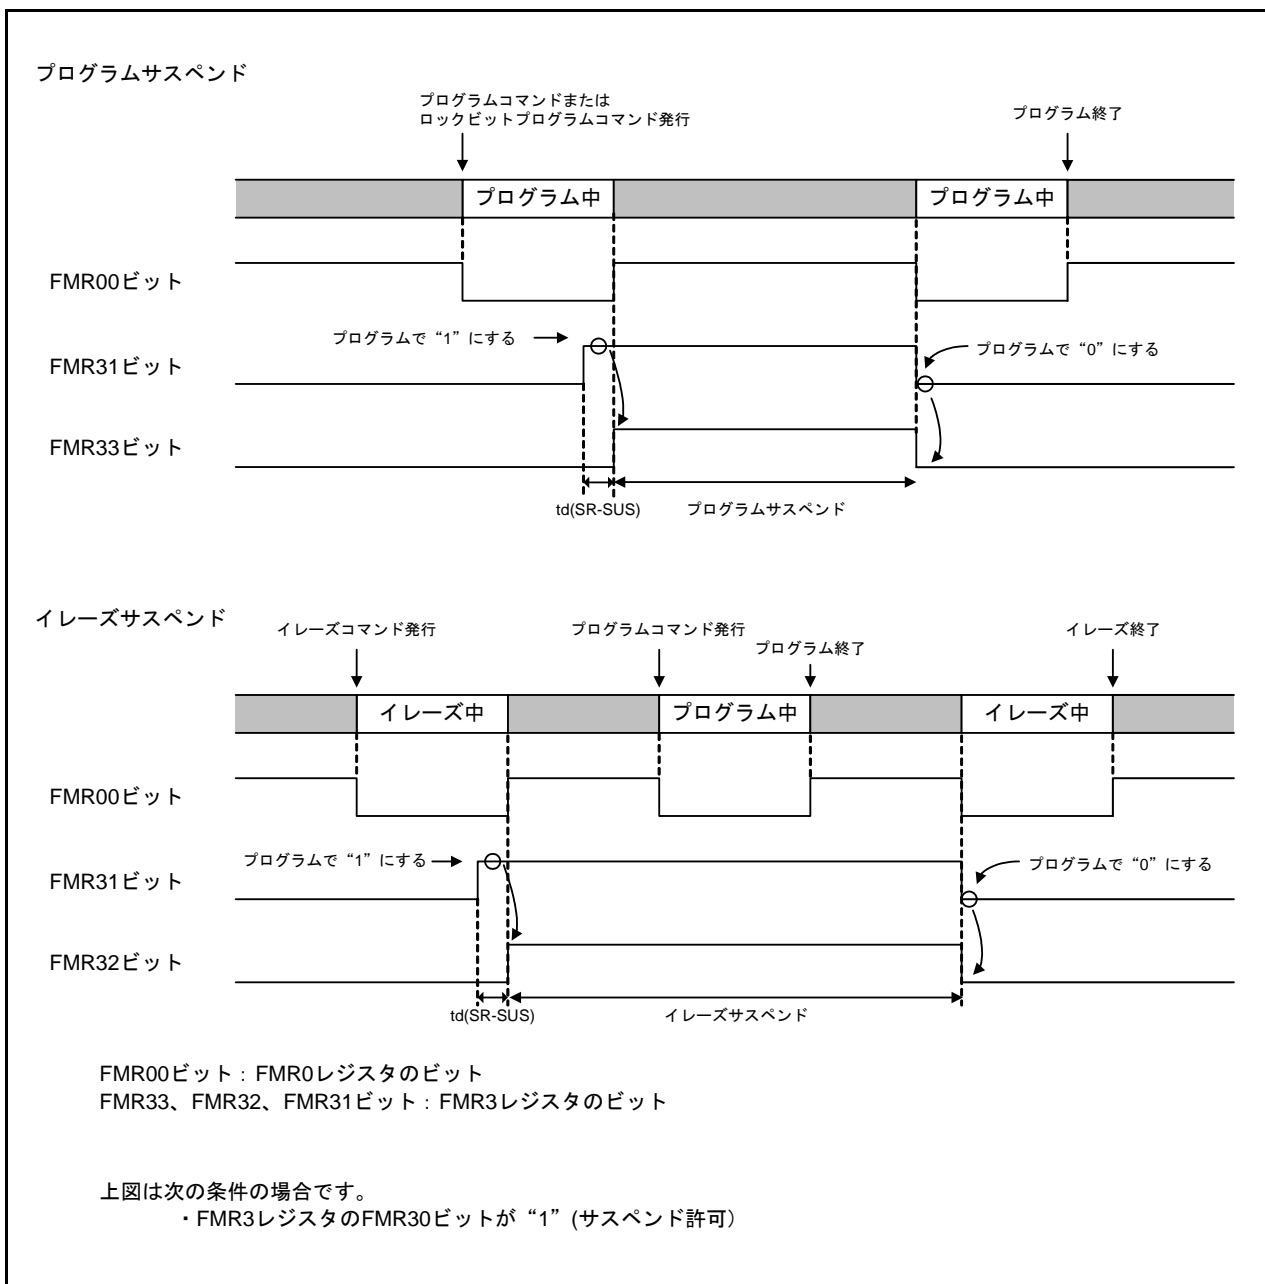 プログラムサスペンド
プログラムコマンドまたは
ロックビットプログラムコマンド発行
プログラム終了
プログラム中
プログラム中
FMR00ビット
プログラムで“1”にする
プログラムで“0”にする
FMR31ビット
FMR33ビット
td(SR-SUS)
プログラムサスペンド
イレーズサスペンド
イレーズコマンド発行
プログラムコマンド発行
プログラム終了
イレーズ終了
イレーズ中
プログラム中
イレーズ中
FMR00ビット
プログラムで“1”にする
プログラムで“0”にする
FMR31ビット
FMR32ビット
td(SR-SUS)
イレーズサスペンド
FMR00ビット：FMR0レジスタのビット
FMR33、FMR32、FMR31ビット：FMR3レジスタのビット
上図は次の条件の場合です。
・FMR3レジスタのFMR30ビットが“1”(サスペンド許可）